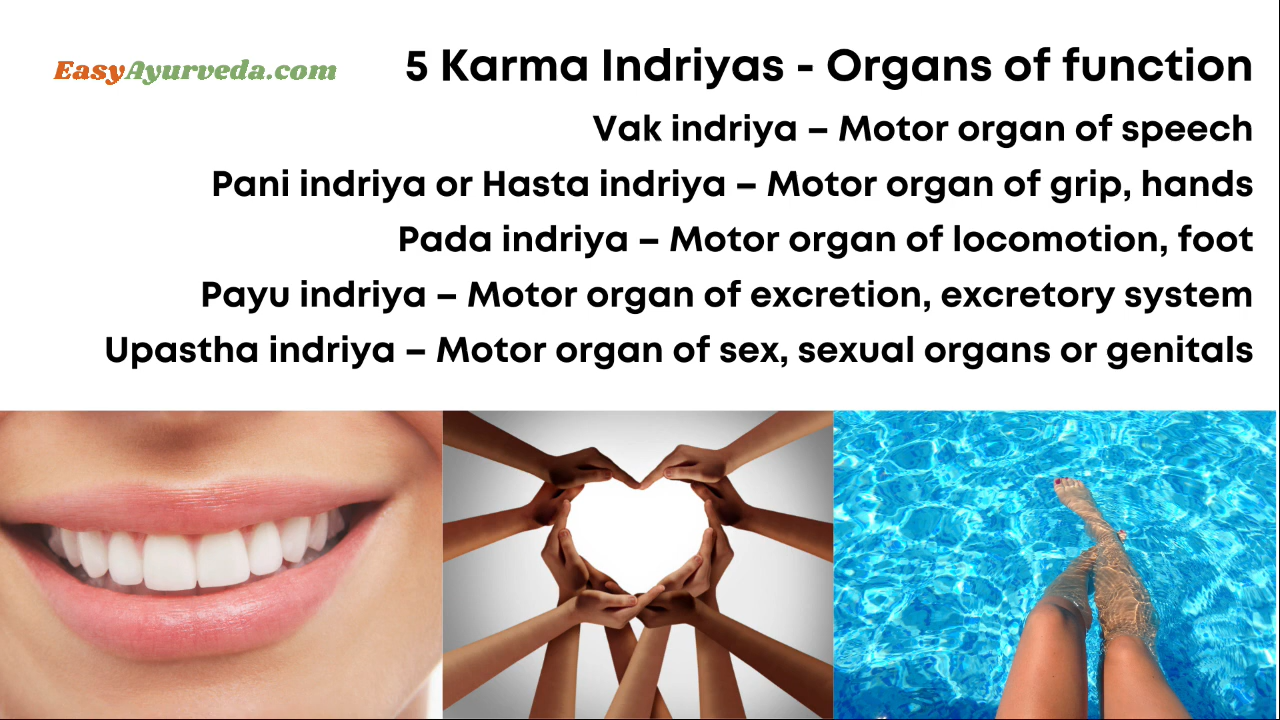 EasyAyurveda.com
5 Karma Indriyas - Organs of function
Vak indriya – Motor organ of speech
Pani indriya or Hasta indriya – Motor organ of grip, hands
Pada indriya – Motor organ of locomotion, foot
Payu indriya – Motor organ of excretion, excretory system
Upastha indriya – Motor organ of sex, sexual organs or genitals